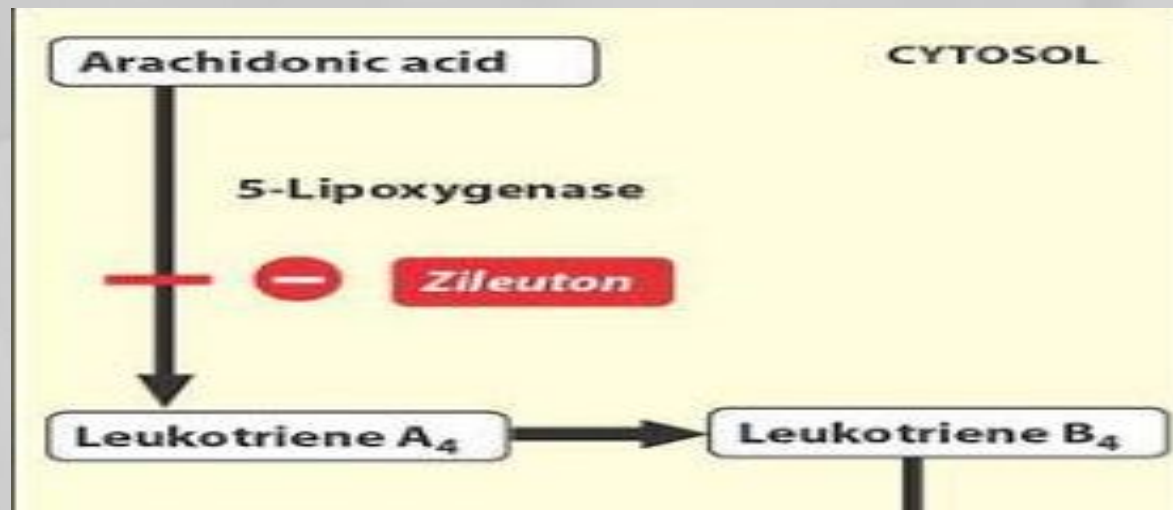 Arachidonic acid
CYTOSOL
5-Lipoxygenase
Zileuton
Leukotriene A₄
Leukotriene B₄